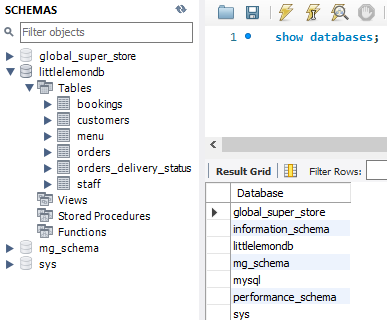 SCHEMAS
Filter objects
global_super_store
littlelemondb
Tables
bookings
customers
menu
orders
orders_delivery_status
staff
Views
Stored Procedures
Functions
mg_schema
sys
1 show databases;
Result Grid Filter Rows:
Database
global_super_store
information_schema
littlelemondb
mg_schema
mysql
performance_schema
sys